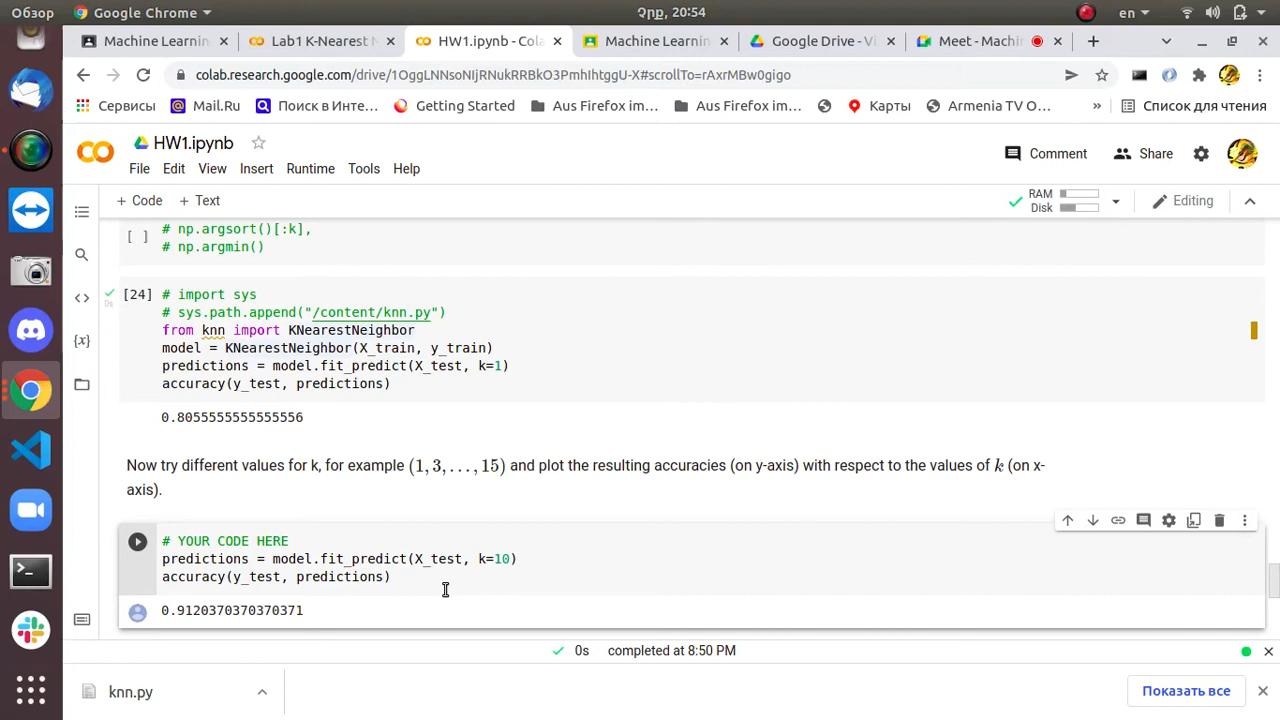 Обзор
Google Chrome
Չրք, 20:54
en
Machine Learning
Lab1 K-Nearest N
HW1.ipynb - Cola
Machine Learning
Google Drive - Vi
Meet - Machin
colab.research.google.com/drive/1OggLNNsoNIjRNukRRBkO3PmhIhtggU-X#scrollTo=rAxrMBw0gigo
Сервисы
Mail.Ru
Поиск в Инте...
Getting Started
Aus Firefox im...
Aus Firefox im...
Карты
Armenia TV O...
»
Список для чтения
HW1.ipynb
Comment
Share
File Edit View Insert Runtime Tools Help
+ Code + Text
RAM
Disk
Editing
[ ] # np.argsort()[:k],
# np.argmin()
[24] # import sys
0s
# sys.path.append("/content/knn.py")
from knn import KNearestNeighbor
model = KNearestNeighbor(X_train, y_train)
predictions = model.fit_predict(X_test, k=1)
accuracy(y_test, predictions)
0.8055555555555556
Now try different values for k, for example (1, 3, . . . , 15) and plot the resulting accuracies (on y-axis) with respect to the values of k (on x-
axis).
# YOUR CODE HERE
predictions = model.fit_predict(X_test, k=10)
accuracy(y_test, predictions)
0.9120370370370371
0s completed at 8:50 PM
knn.py
Показать все